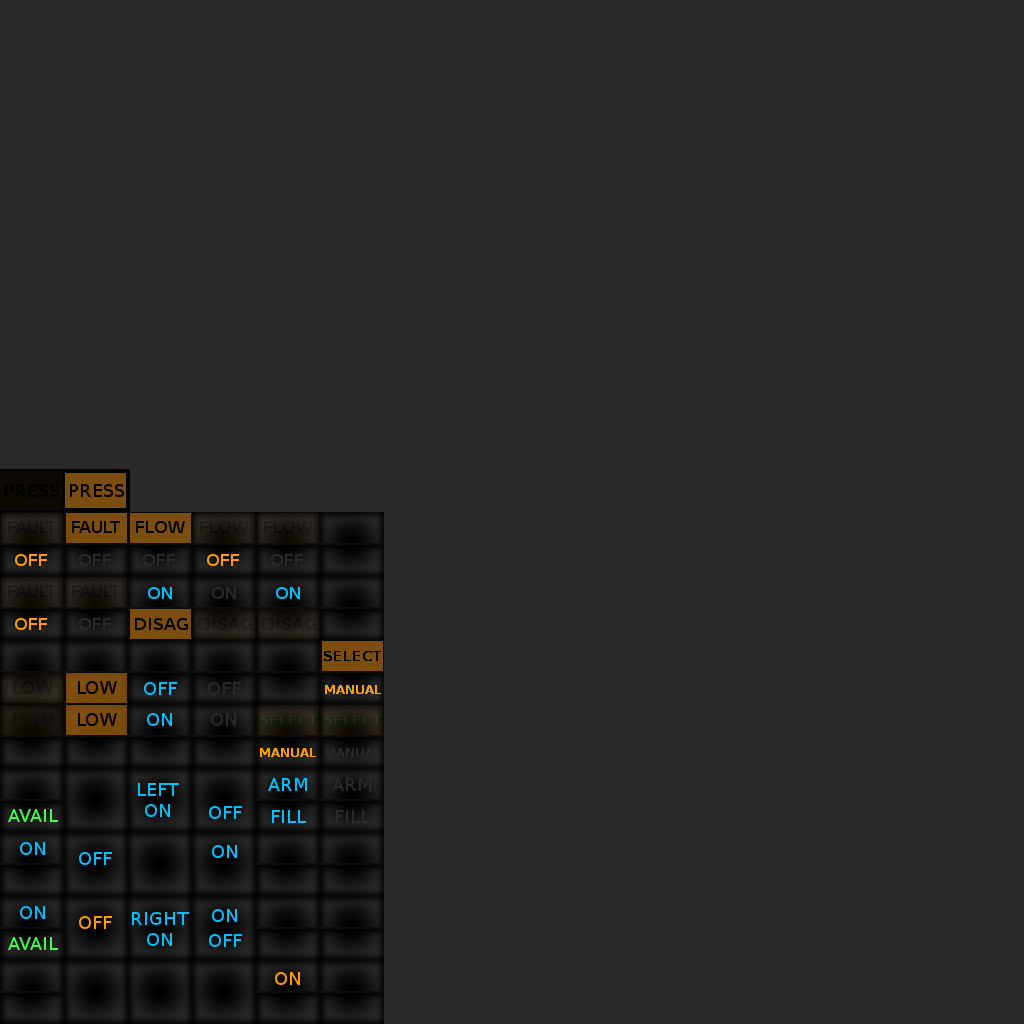 PRESS PRESS
FAULT FAULT FLOW FLOW FLOW
OFF OFF OFF OFF OFF
FAULT FAULT ON ON ON
OFF OFF DISAG DISAG DISAG
SELECT
LOW LOW OFF OFF MANUAL
LOW ON ON SELECT SELECT
MANUAL MANUAL
LEFT ARM ARM
AVAIL ON OFF FILL FILL
ON OFF ON
ON OFF RIGHT ON
AVAIL ON OFF
ON